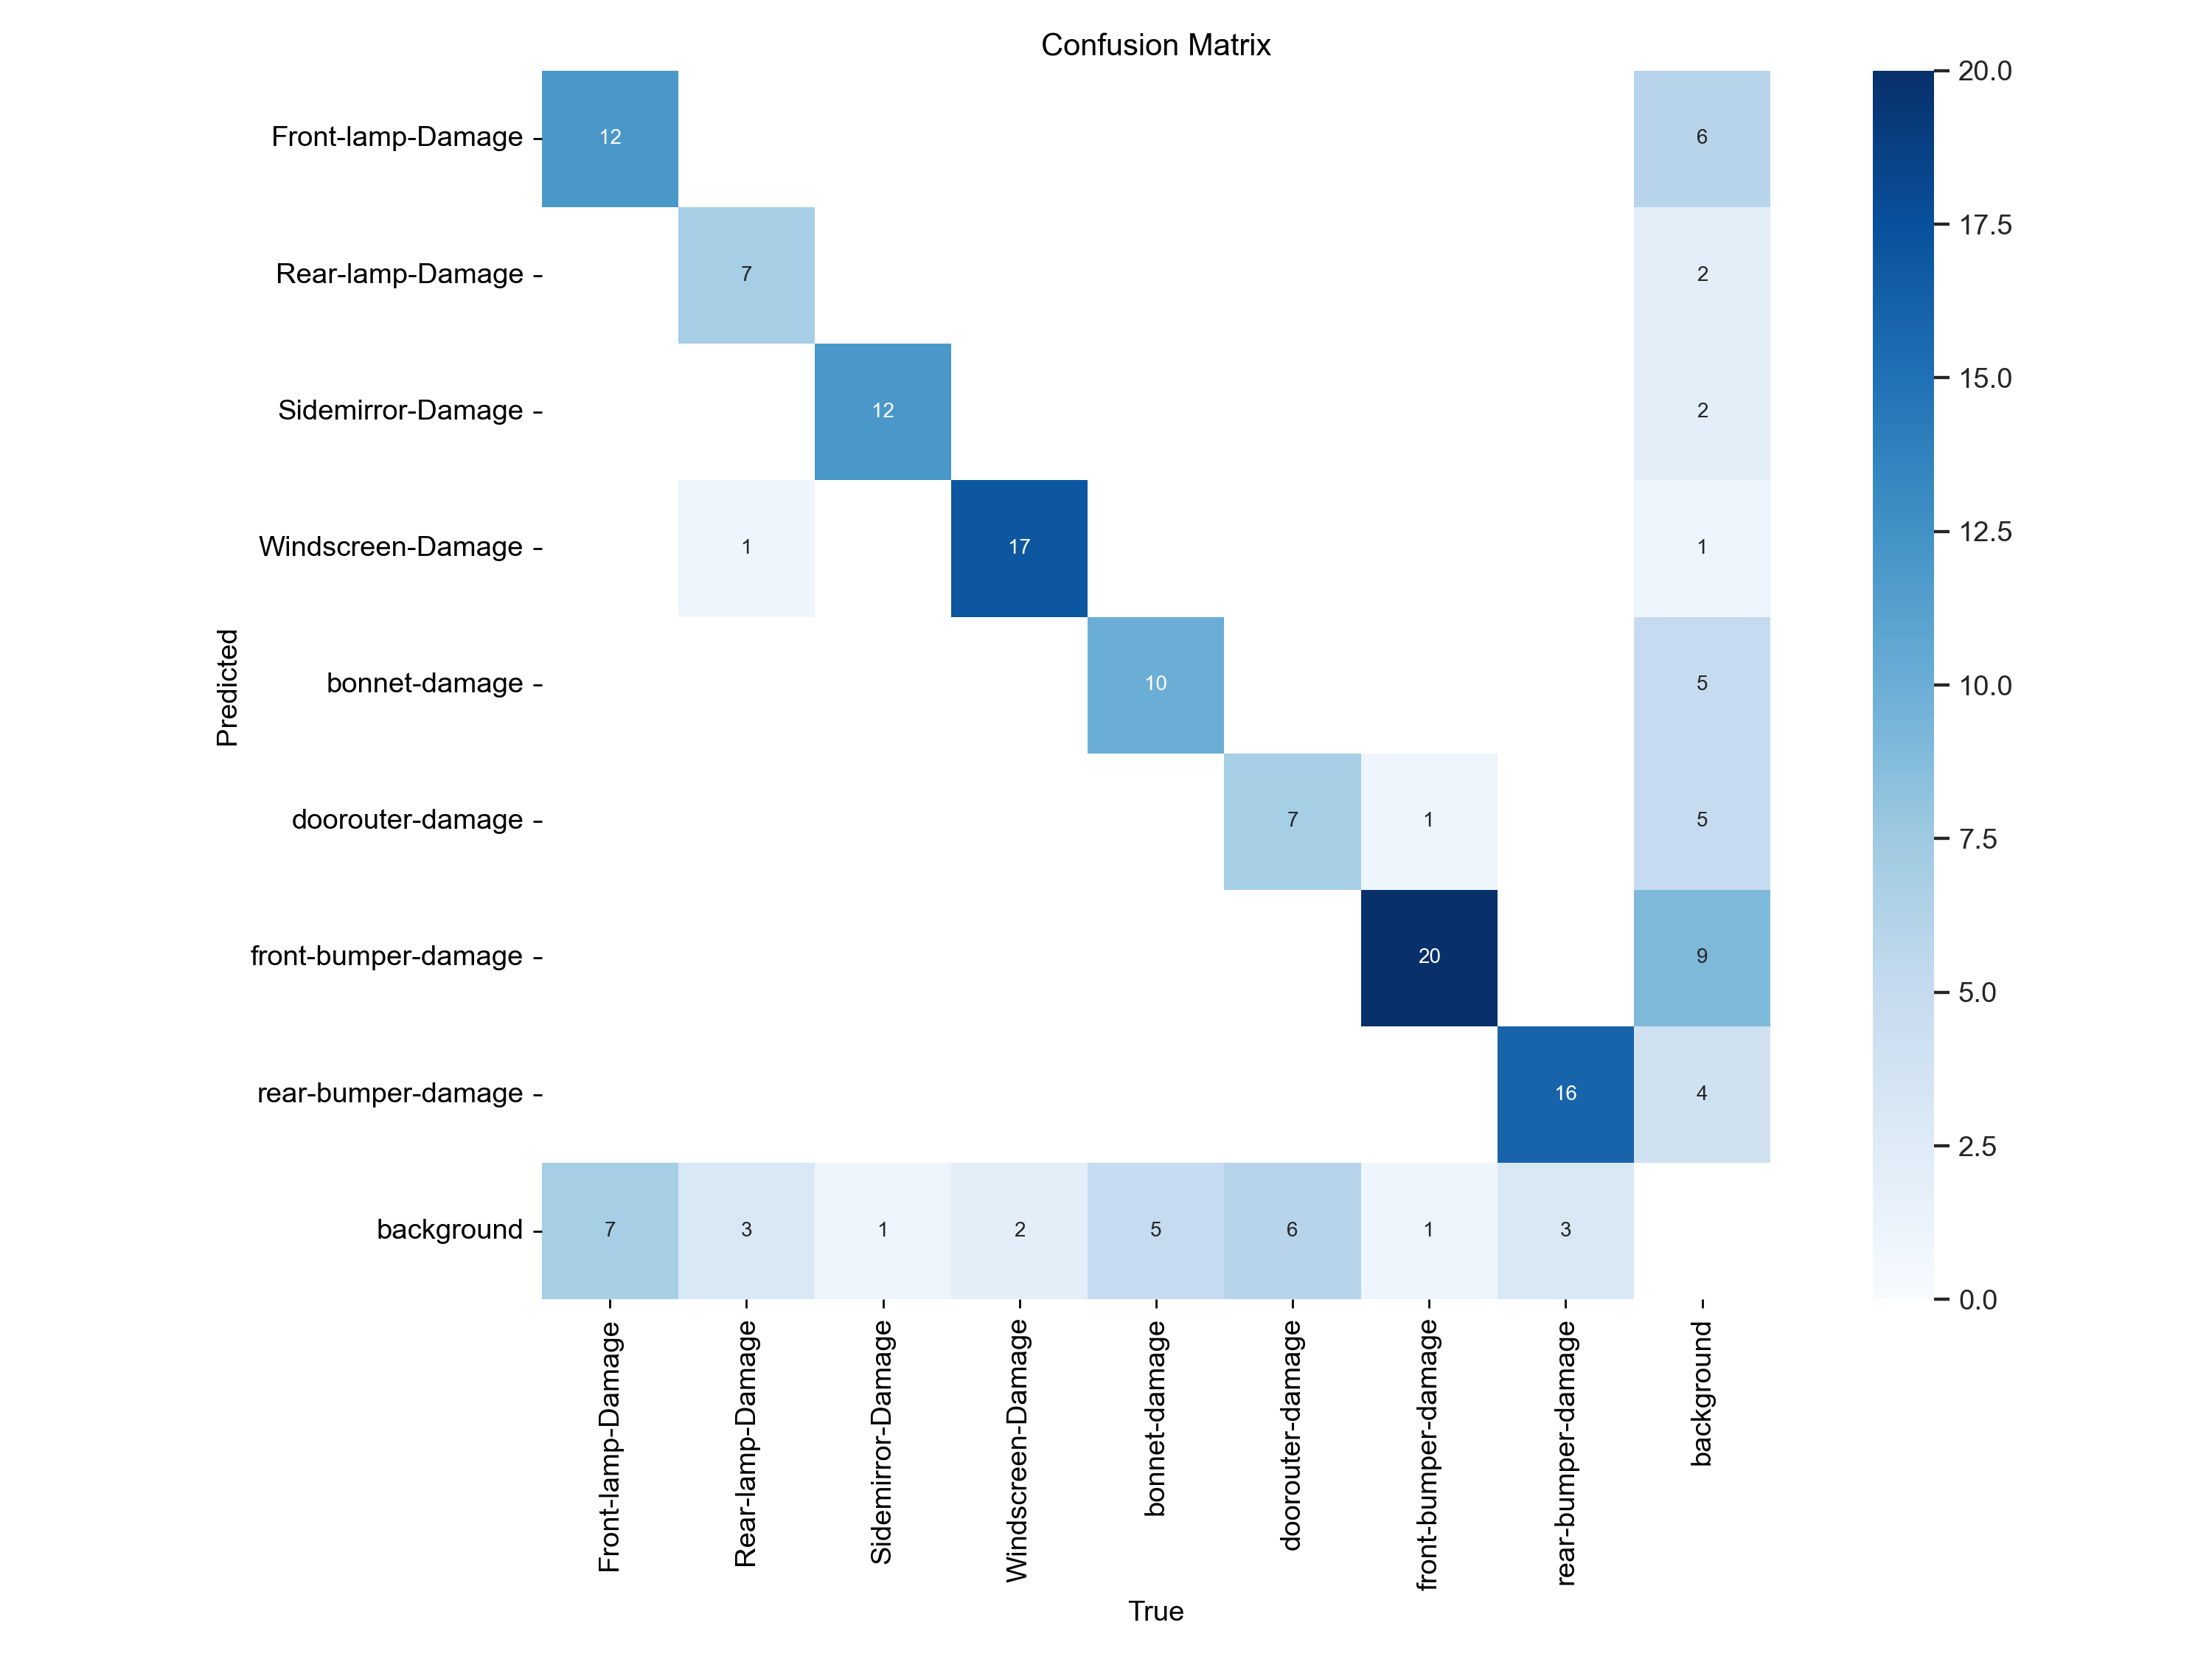 Confusion Matrix
Front-lamp-Damage 12 6
Rear-lamp-Damage 7 2
Sidemirror-Damage 12 2
Windscreen-Damage 1 17 1
bonnet-damage 10 5
doorouter-damage 7 1 5
front-bumper-damage 20 9
rear-bumper-damage 16 4
background 7 3 1 2 5 6 1 3
Predicted
Front-lamp-Damage
Rear-lamp-Damage
Sidemirror-Damage
Windscreen-Damage
bonnet-damage
doorouter-damage
front-bumper-damage
rear-bumper-damage
background
True
20.0
17.5
15.0
12.5
10.0
7.5
5.0
2.5
0.0